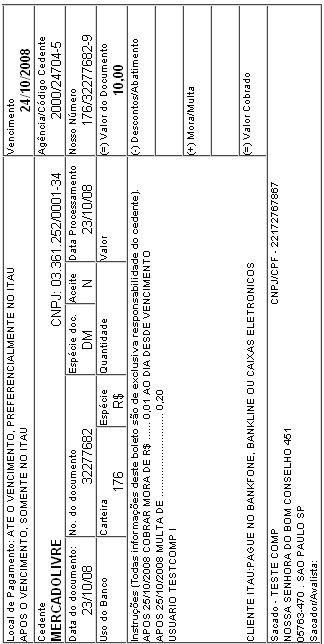 Local de Pagamento: ATÉ O VENCIMENTO, PREFERENCIALMENTE NO ITAU
APOS O VENCIMENTO, SOMENTE NO ITAU
Vencimento
24/10/2008
Cedente
MERCADOLIVRE CNPJ: 03.361.252/0001-34
Agência/Código Cedente
2000/24704-5
Data do documento: No. do documento Espécie doc. Aceite Data Processamento
23/10/08 32277682 DM N 23/10/08
Nosso Número
176/32277682-9
Uso do Banco Carteira Espécie Quantidade Valor
176 R$
(=) Valor do Documento
10,00
Instruções (Todas informações deste boleto são de exclusiva responsabilidade do cedente).
APOS 25/10/2008 COBRAR MORA DE R$ ..... 0,01 AO DIA DESDE VENCIMENTO
APOS 25/10/2008 MULTA DE ........................ 0,20
USUARIO TESTCOMP I
(-) Descontos/Abatimento
(+) Mora/Multa
CLIENTE ITAU:PAGUE NO BANKFONE, BANKLINE OU CAIXAS ELETRONICOS
(=) Valor Cobrado
Sacado - TESTE COMP CNPJ/CPF - 22172767867
NOSSA SENHORA DO BOM CONSELHO 451
05763-470 . SAO PAULO SP
Sacador/Avalista: